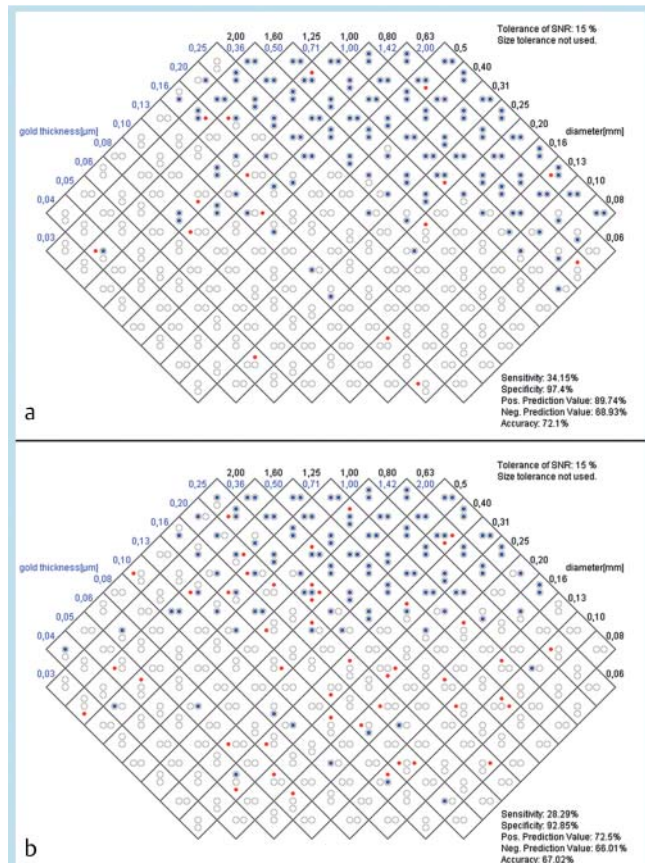 Tolerance of SNR: 15 %
Size tolerance not used.
2,00 1,60 1,25 1,00 0,80 0,63
0,25 0,36 0,50 0,71 1,00 1,42 2,00 0,5
0,20 0,40
0,16 0,31
0,13 0,25
0,10 0,20
gold thickness[µm] diameter[mm]
0,08 0,16
0,06 0,13
0,05 0,10
0,04 0,08
0,03 0,06
Sensitivity: 34.15%
Specificity: 97.4%
Pos. Prediction Value: 89.74%
Neg. Prediction Value: 68.93%
Accuracy: 72.1%
a
Tolerance of SNR: 15 %
Size tolerance not used.
2,00 1,60 1,25 1,00 0,80 0,63
0,25 0,36 0,50 0,71 1,00 1,42 2,00 0,5
0,20 0,40
0,16 0,31
0,13 0,25
0,10 0,20
gold thickness[µm] diameter[mm]
0,08 0,16
0,06 0,13
0,05 0,10
0,04 0,08
0,03 0,06
Sensitivity: 28.29%
Specificity: 92.85%
Pos. Prediction Value: 72.5%
Neg. Prediction Value: 66.01%
Accuracy: 67.02%
b